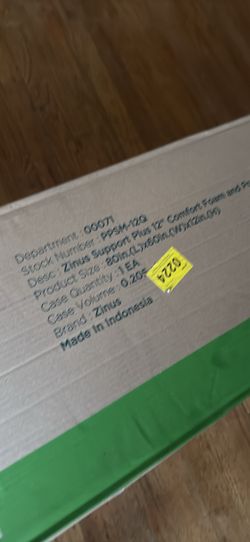 Department : 00071
Stock Number : PPSM-12Q
Desc : Zinus Support Plus 12" Comfort Foam and Po
Product Size : 80in.(L)x60in.(W)x12in.(H)
Case Quantity : 1 EA
Case Volume : 0.20
Brand : Zinus
Made in Indonesia
0224